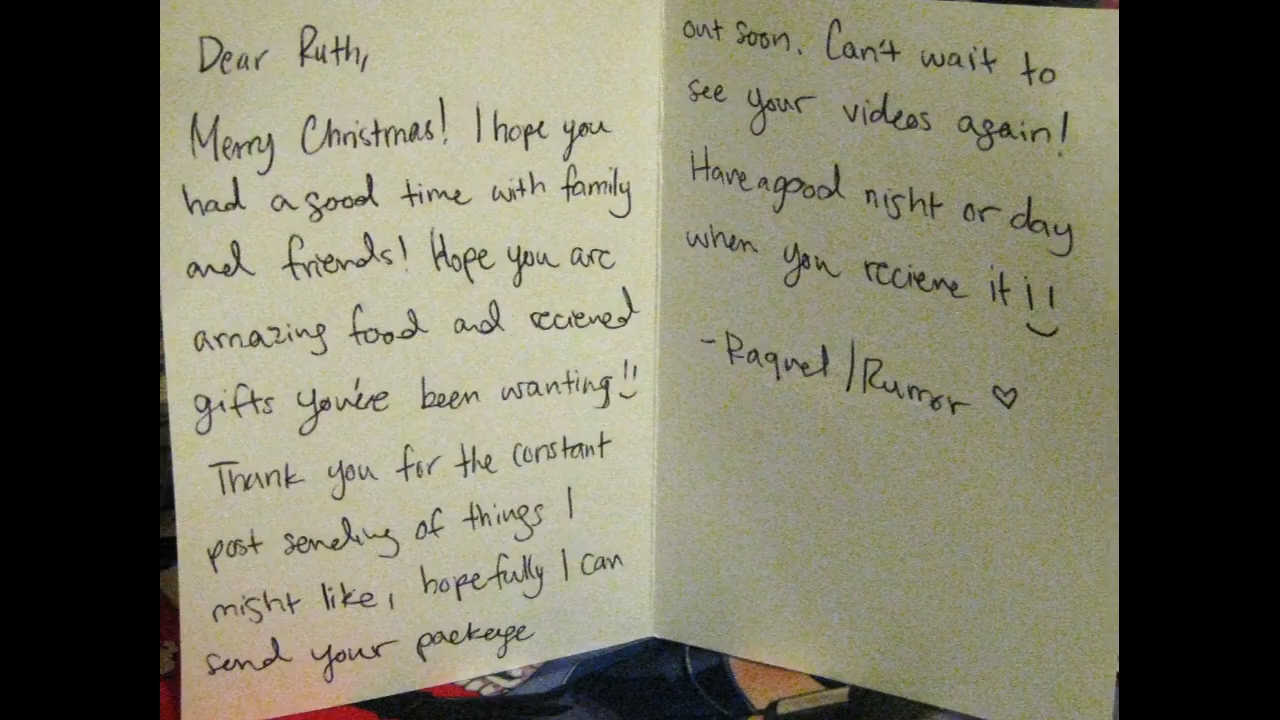 Dear Ruth,
Merry Christmas! I hope you
had a good time with family
and friends! Hope you are
amazing food and reciened
gifts you've been wanting!!
Thank you for the constant
post sending of things I
might like, hopefully I can
send your package
out soon. Can't wait to
see your videos again!
Have a good night or day
when you reciene it!!
-Raquel/Rumor ♡